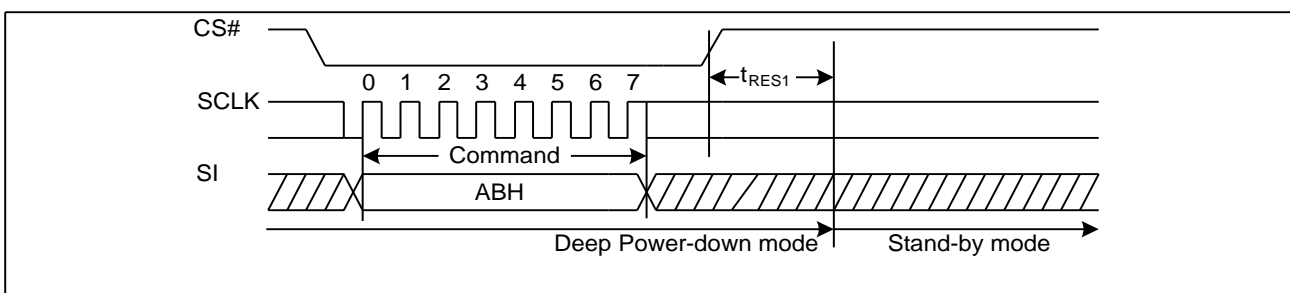 CS#
0 1 2 3 4 5 6 7
tRES1
SCLK
Command
SI
ABH
Deep Power-down mode
Stand-by mode